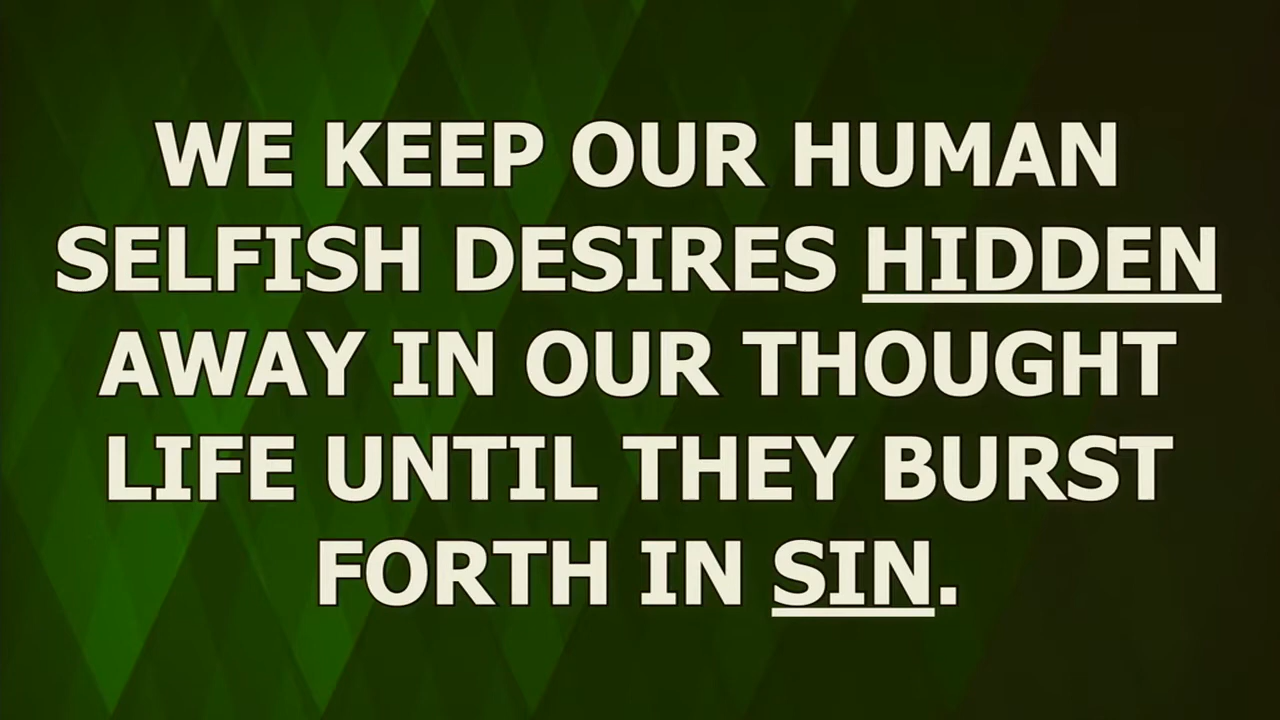 WE KEEP OUR HUMAN
SELFISH DESIRES HIDDEN
AWAY IN OUR THOUGHT
LIFE UNTIL THEY BURST
FORTH IN SIN.